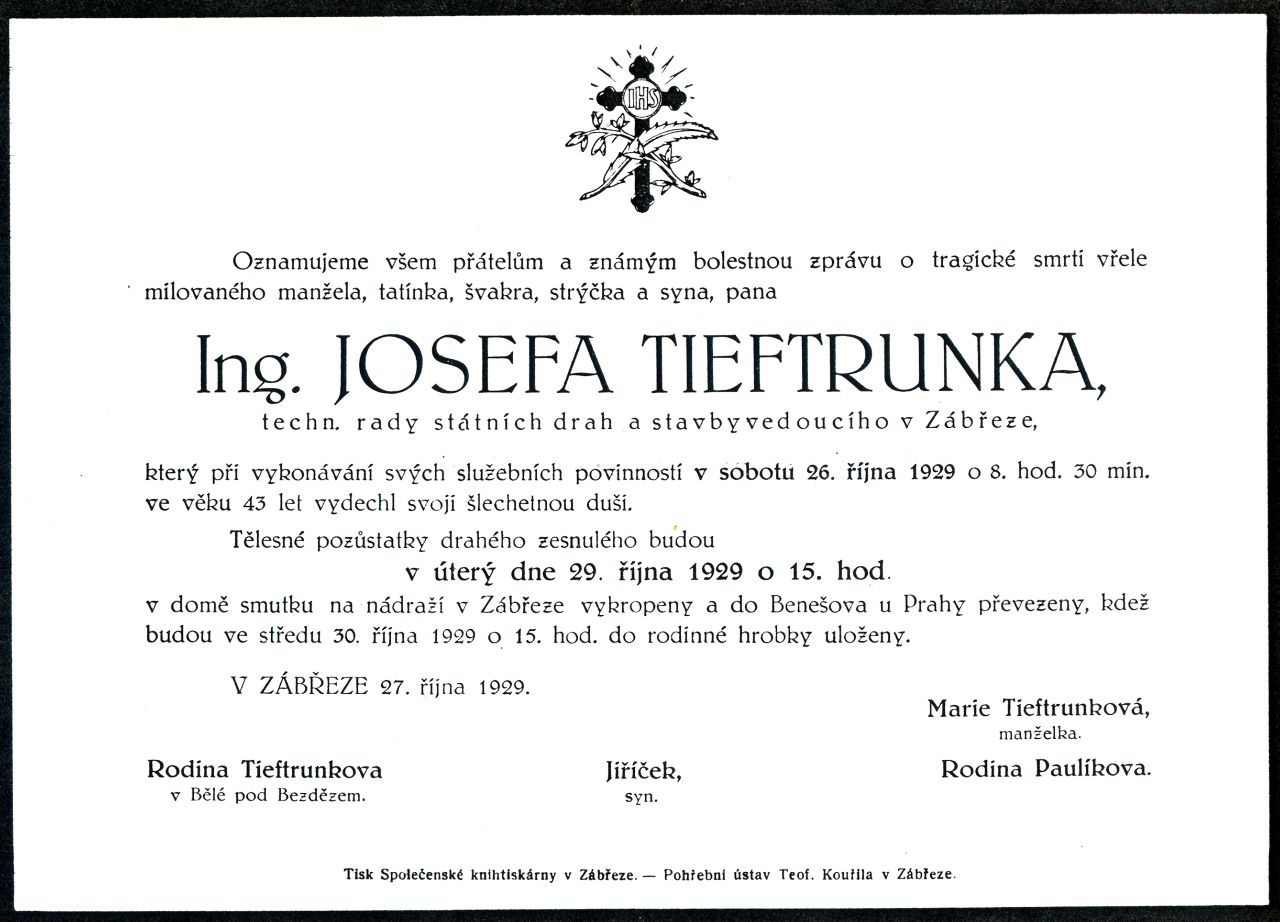 IHS
Oznamujeme všem přátelům a známým bolestnou zprávu o tragické smrti vřele
milovaného manžela, tatínka, švakra, strýčka a syna, pana
Ing. JOSEFA TIEFTRUNKA,
techn. rady státních drah a stavbyvedoucího v Zábřeze,
který při vykonávání svých služebních povinností v sobotu 26. října 1929 o 8. hod. 30 min.
ve věku 43 let vydechl svoji šlechetnou duši.
Tělesné pozůstatky drahého zesnulého budou
v úterý dne 29. října 1929 o 15. hod.
v domě smutku na nádraží v Zábřeze vykropeny a do Benešova u Prahy převezeny, kdež
budou ve středu 30. října 1929 o 15. hod. do rodinné hrobky uloženy.
V ZÁBŘEZE 27. října 1929.
Marie Tieftrunková,
manželka.
Rodina Tieftrunkova
v Bělé pod Bezdězem.
Jiříček,
syn.
Rodina Paulíkova.
Tisk Společenské knihtiskárny v Zábřeze. — Pohřební ústav Teof. Kouřila v Zábřeze.